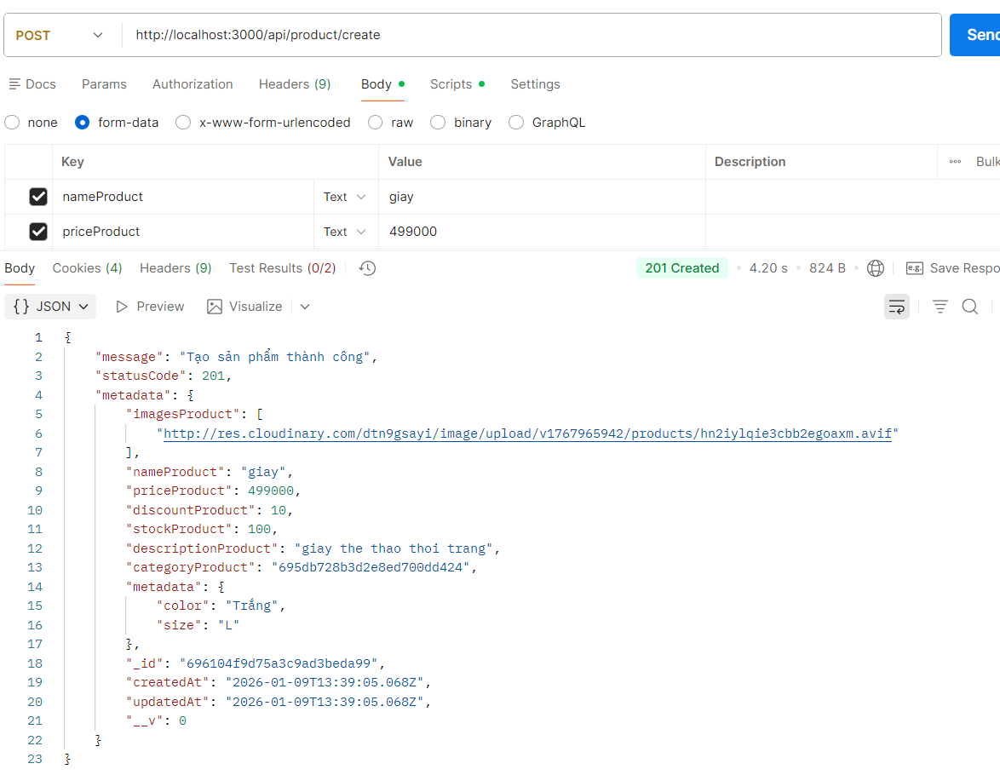 POST http://localhost:3000/api/product/create Send
Docs Params Authorization Headers (9) Body Scripts Settings
none form-data x-www-form-urlencoded raw binary GraphQL
Key Value Description Bulk
nameProduct Text giay
priceProduct Text 499000
Body Cookies (4) Headers (9) Test Results (0/2) 201 Created 4.20 s 824 B e.g. Save Respo
{} JSON Preview Visualize
1 {
2 "message": "Tạo sản phẩm thành công",
3 "statusCode": 201,
4 "metadata": {
5 "imagesProduct": [
6 "http://res.cloudinary.com/dtn9gsayi/image/upload/v1767965942/products/hn2iylqie3cbb2egoaxm.avif"
7 ],
8 "nameProduct": "giay",
9 "priceProduct": 499000,
10 "discountProduct": 10,
11 "stockProduct": 100,
12 "descriptionProduct": "giay the thao thoi trang",
13 "categoryProduct": "695db728b3d2e8ed700dd424",
14 "metadata": {
15 "color": "Trắng",
16 "size": "L"
17 },
18 "_id": "696104f9d75a3c9ad3beda99",
19 "createdAt": "2026-01-09T13:39:05.068Z",
20 "updatedAt": "2026-01-09T13:39:05.068Z",
21 "__v": 0
22 }
23 }